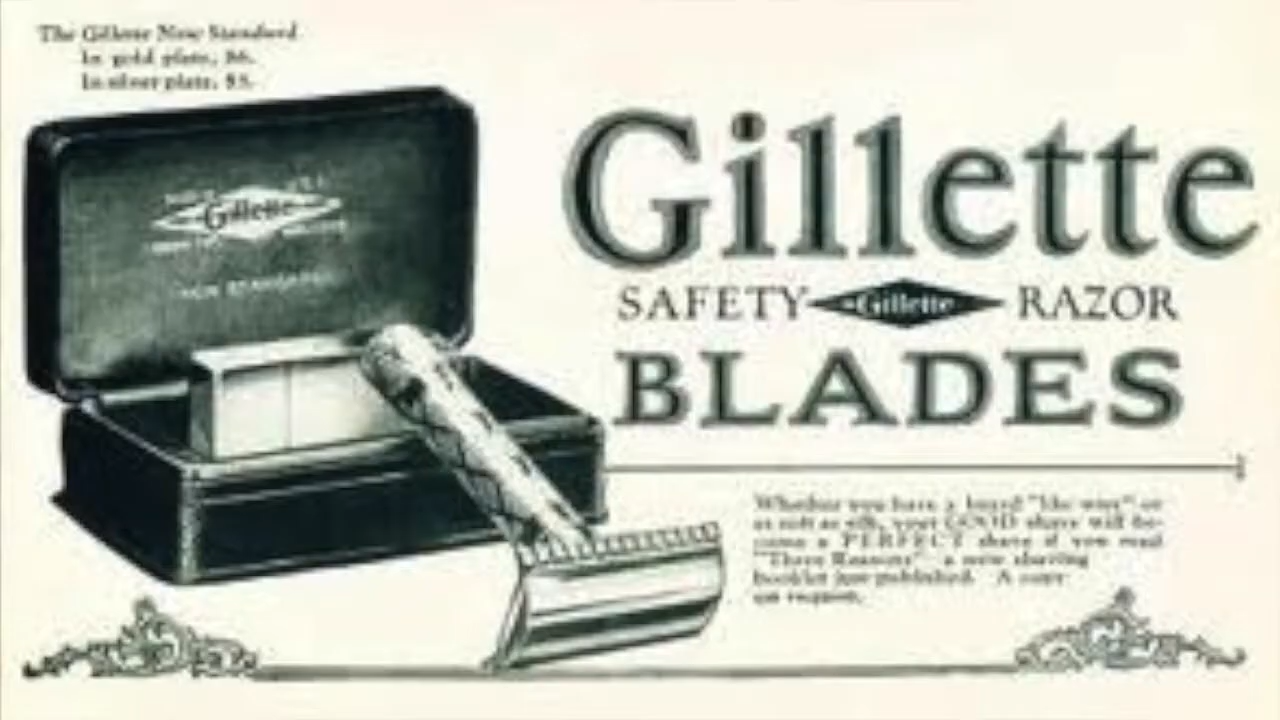 The Gillette New Standard
In gold plate, $6.
In silver plate, $5.
Gillette
NEW STANDARD
Gillette
SAFETY Gillette RAZOR
BLADES
Whether you have a beard "like wire" or
as soft as silk, your GOOD shave will be-
come a PERFECT shave if you read
"Three Reasons", a new shaving
booklet just published. A copy
on request.